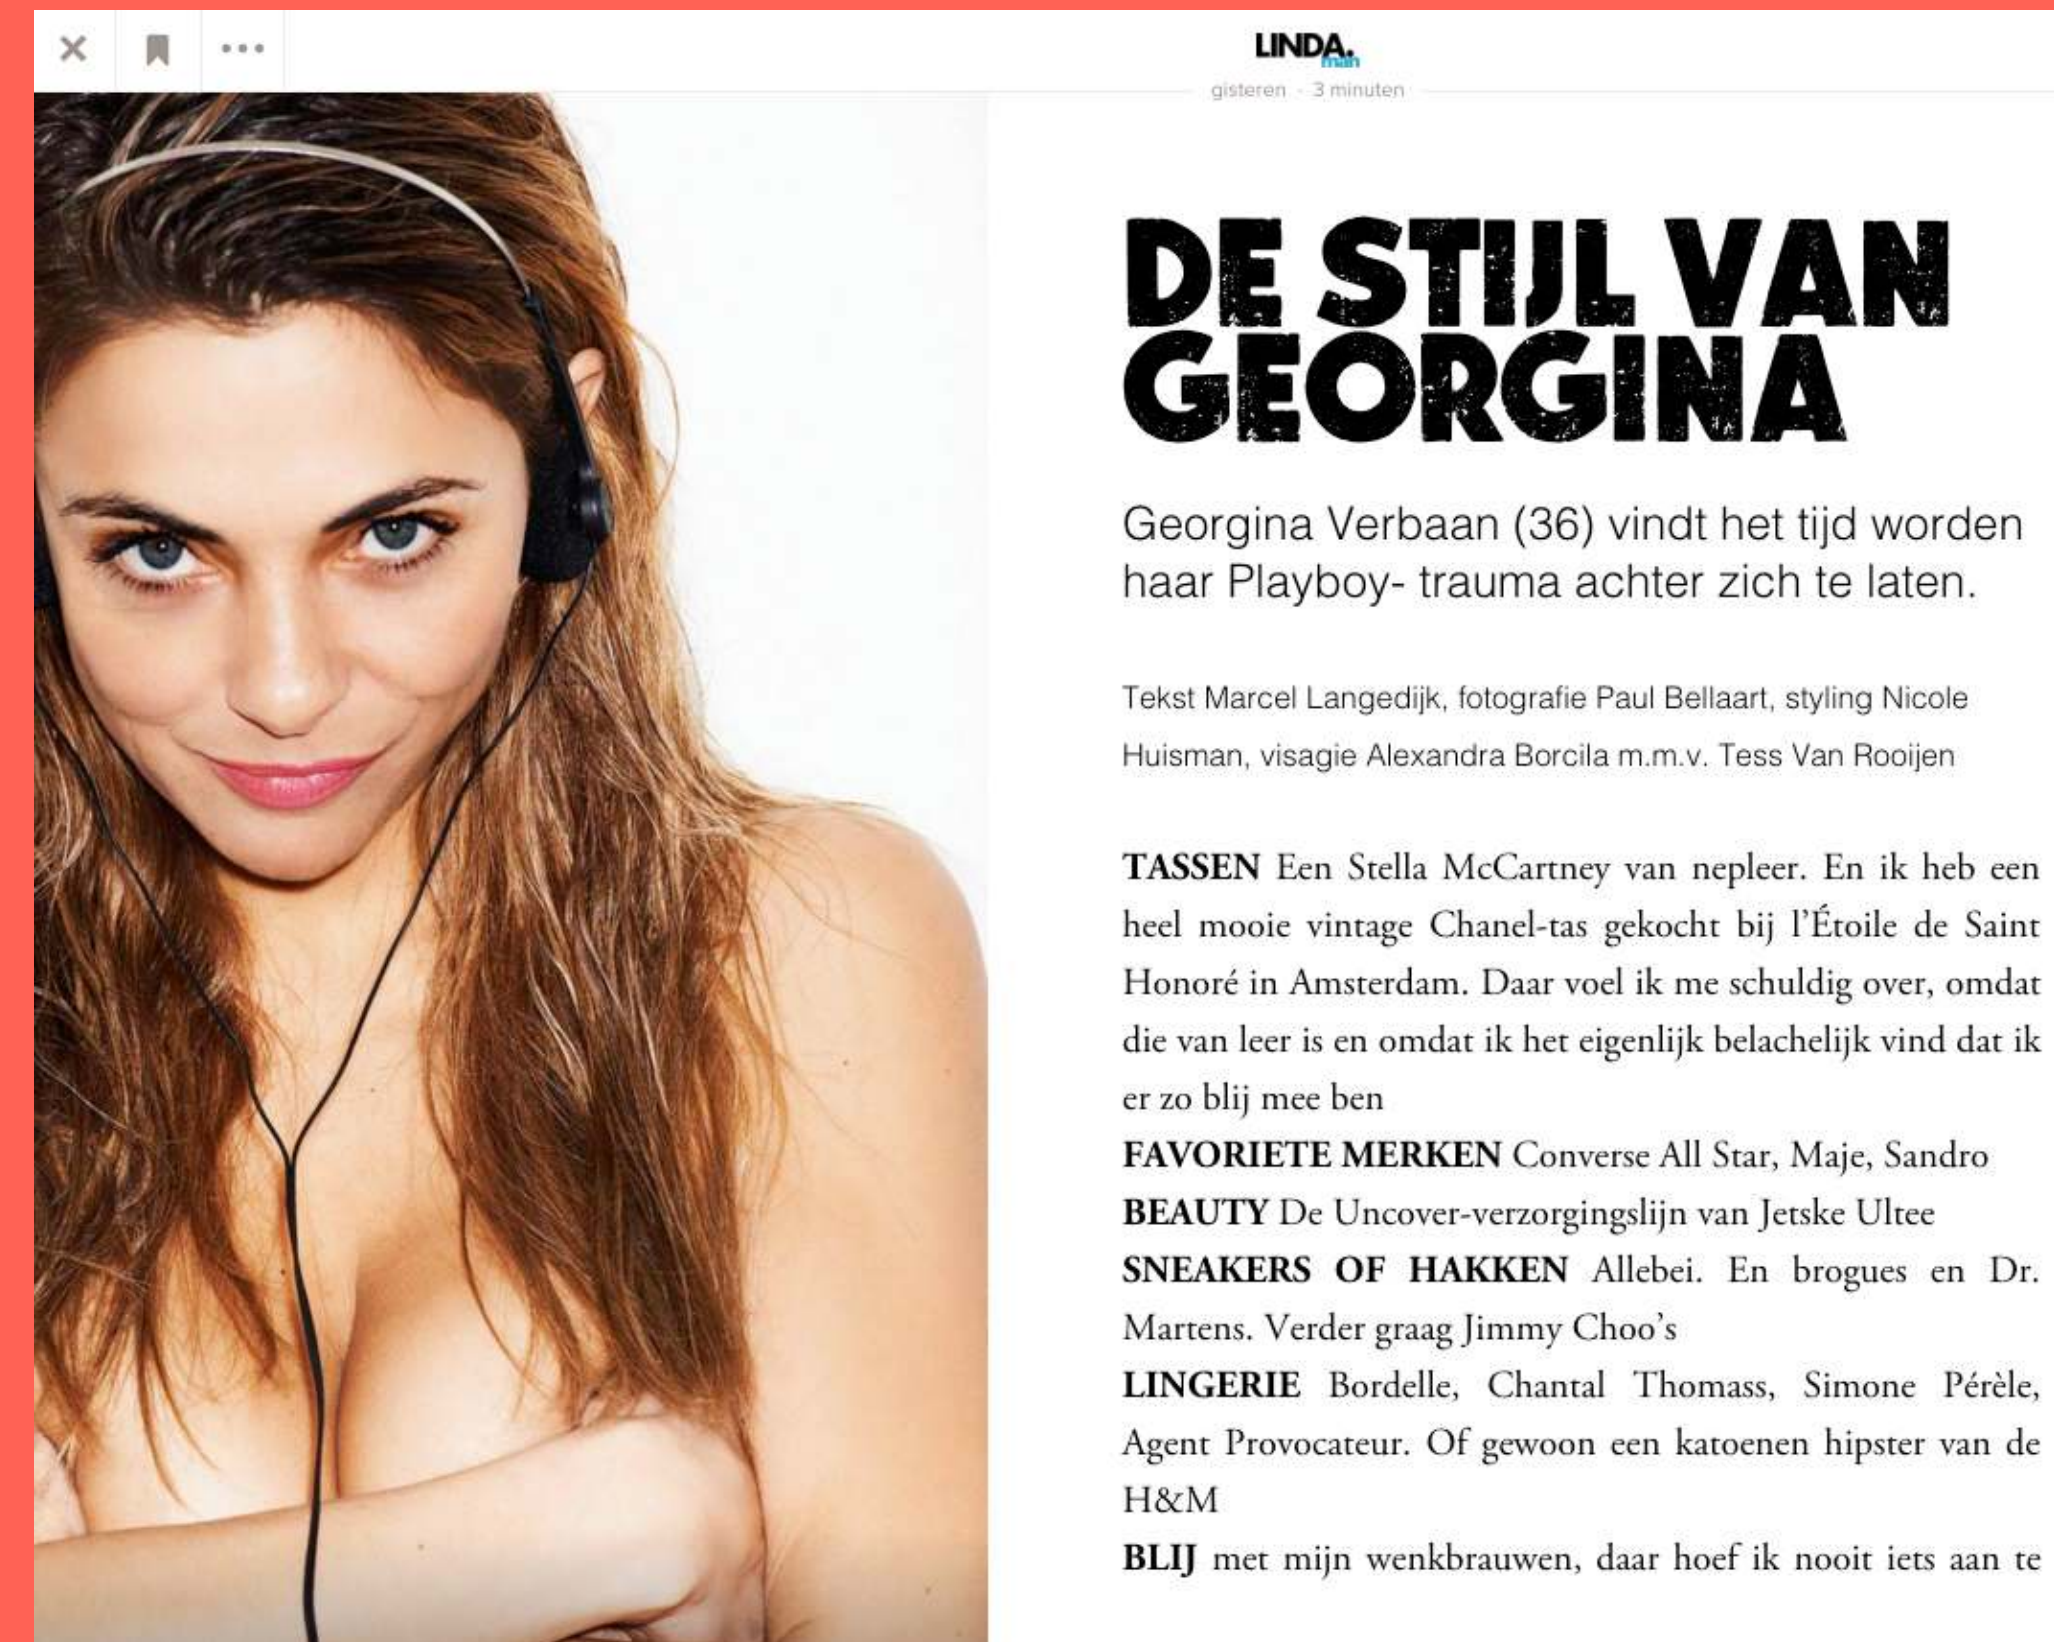 LINDA.
man
gisteren - 3 minuten
DE STIJL VAN
GEORGINA
Georgina Verbaan (36) vindt het tijd worden
haar Playboy- trauma achter zich te laten.
Tekst Marcel Langedijk, fotografie Paul Bellaart, styling Nicole
Huisman, visagie Alexandra Borcila m.m.v. Tess Van Rooijen
TASSEN Een Stella McCartney van nepleer. En ik heb een
heel mooie vintage Chanel-tas gekocht bij l’Étoile de Saint
Honoré in Amsterdam. Daar voel ik me schuldig over, omdat
die van leer is en omdat ik het eigenlijk belachelijk vind dat ik
er zo blij mee ben
FAVORIETE MERKEN Converse All Star, Maje, Sandro
BEAUTY De Uncover-verzorgingslijn van Jetske Ultee
SNEAKERS OF HAKKEN Allebei. En brogues en Dr.
Martens. Verder graag Jimmy Choo’s
LINGERIE Bordelle, Chantal Thomass, Simone Pérèle,
Agent Provocateur. Of gewoon een katoenen hipster van de
H&M
BLIJ met mijn wenkbrauwen, daar hoef ik nooit iets aan te